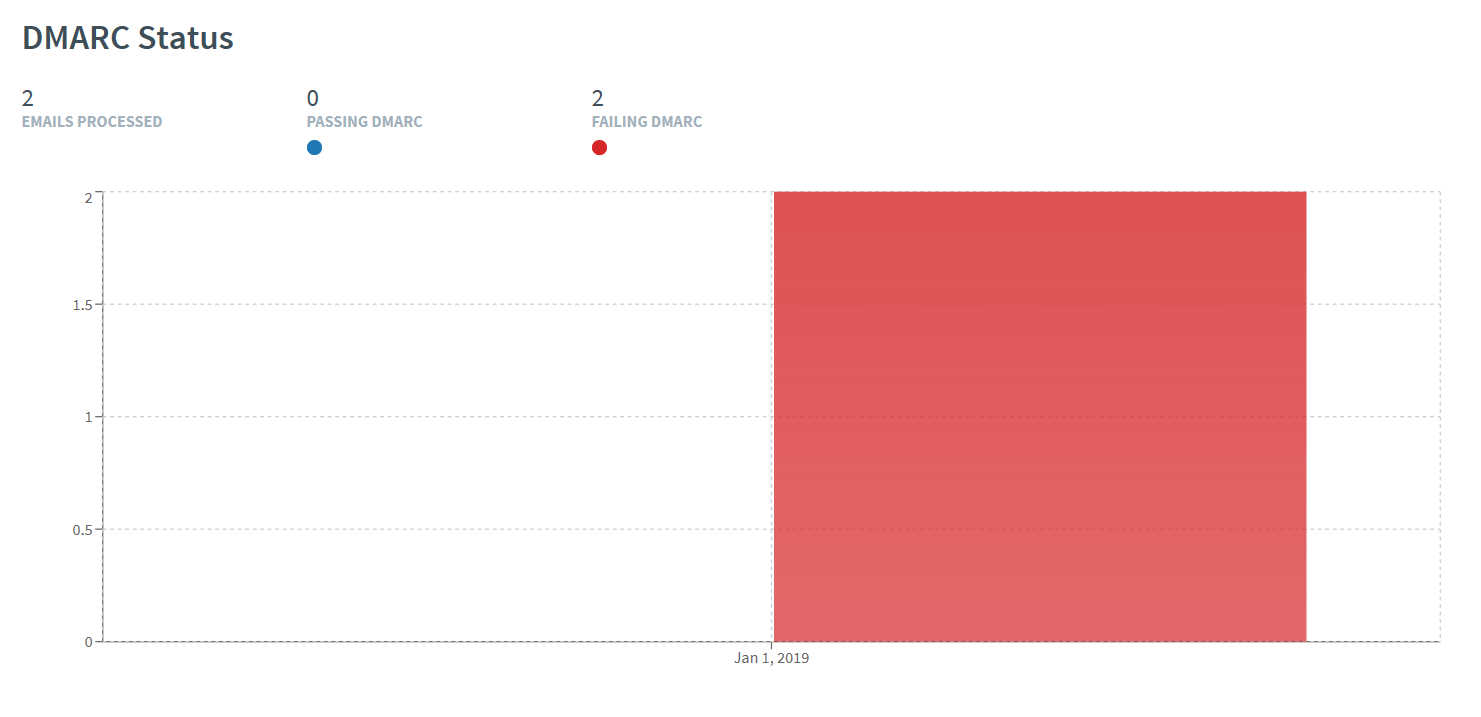 DMARC Status
2 0 2
EMAILS PROCESSED PASSING DMARC FAILING DMARC
2
1.5
1
0.5
0
Jan 1, 2019